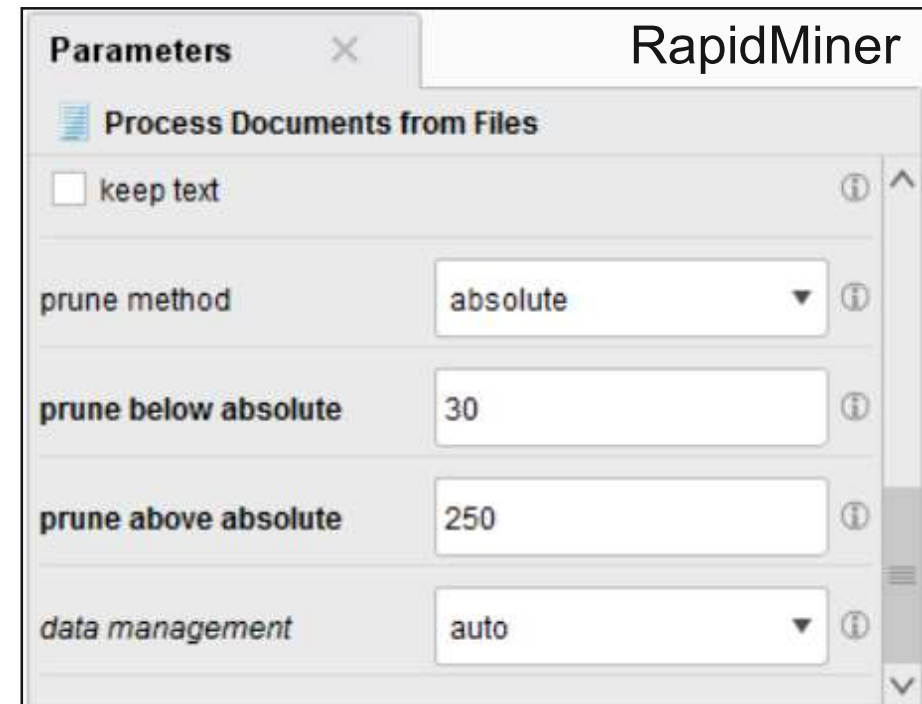 Parameters
RapidMiner
Process Documents from Files
keep text
prune method absolute
prune below absolute 30
prune above absolute 250
data management auto